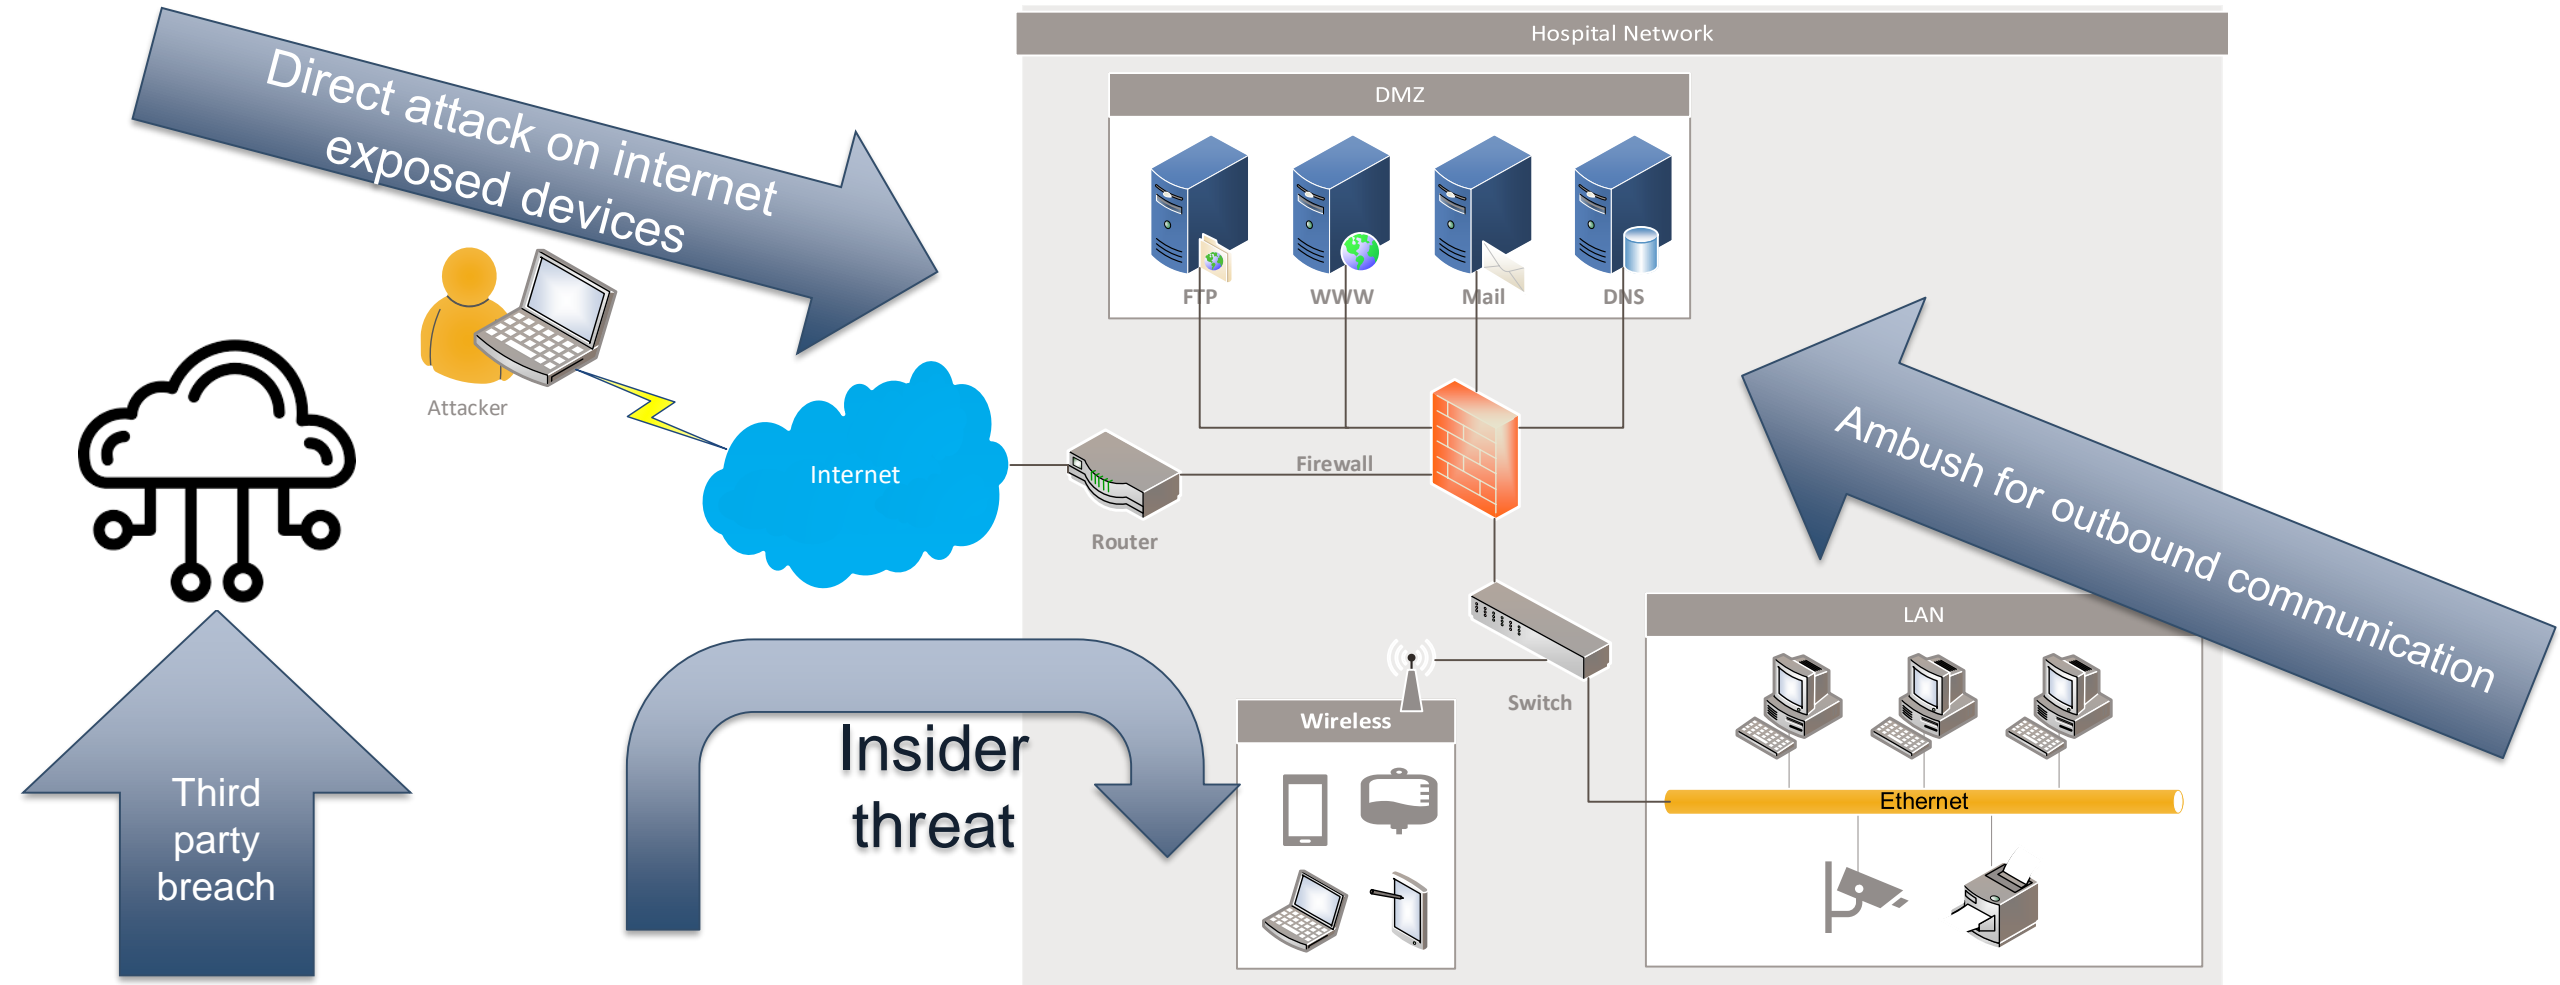 Hospital Network
Direct attack on internet
exposed devices
DMZ
FTP
WWW
Mail
DNS
Attacker
Internet
Firewall
Router
Ambush for outbound communication
LAN
Switch
Wireless
Insider
threat
Ethernet
Third
party
breach